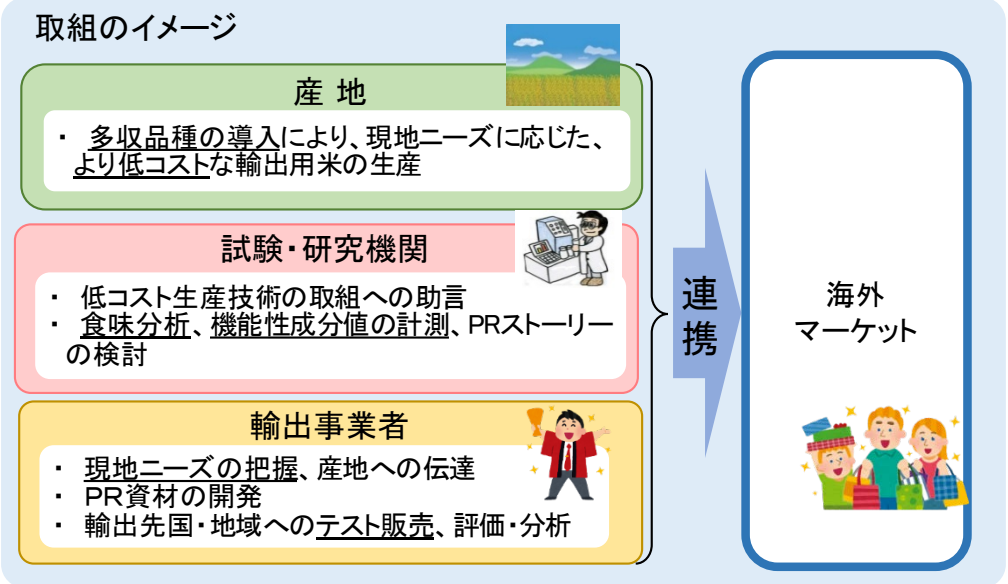 取組のイメージ
産 地
・ 多収品種の導入により、現地ニーズに応じた、
より低コストな輸出用米の生産
試験・研究機関
・ 低コスト生産技術の取組への助言
・ 食味分析、機能性成分値の計測、PRストーリー
の検討
輸出事業者
・ 現地ニーズの把握、産地への伝達
・ PR資材の開発
・ 輸出先国・地域へのテスト販売、評価・分析
連
携
海外
マーケット